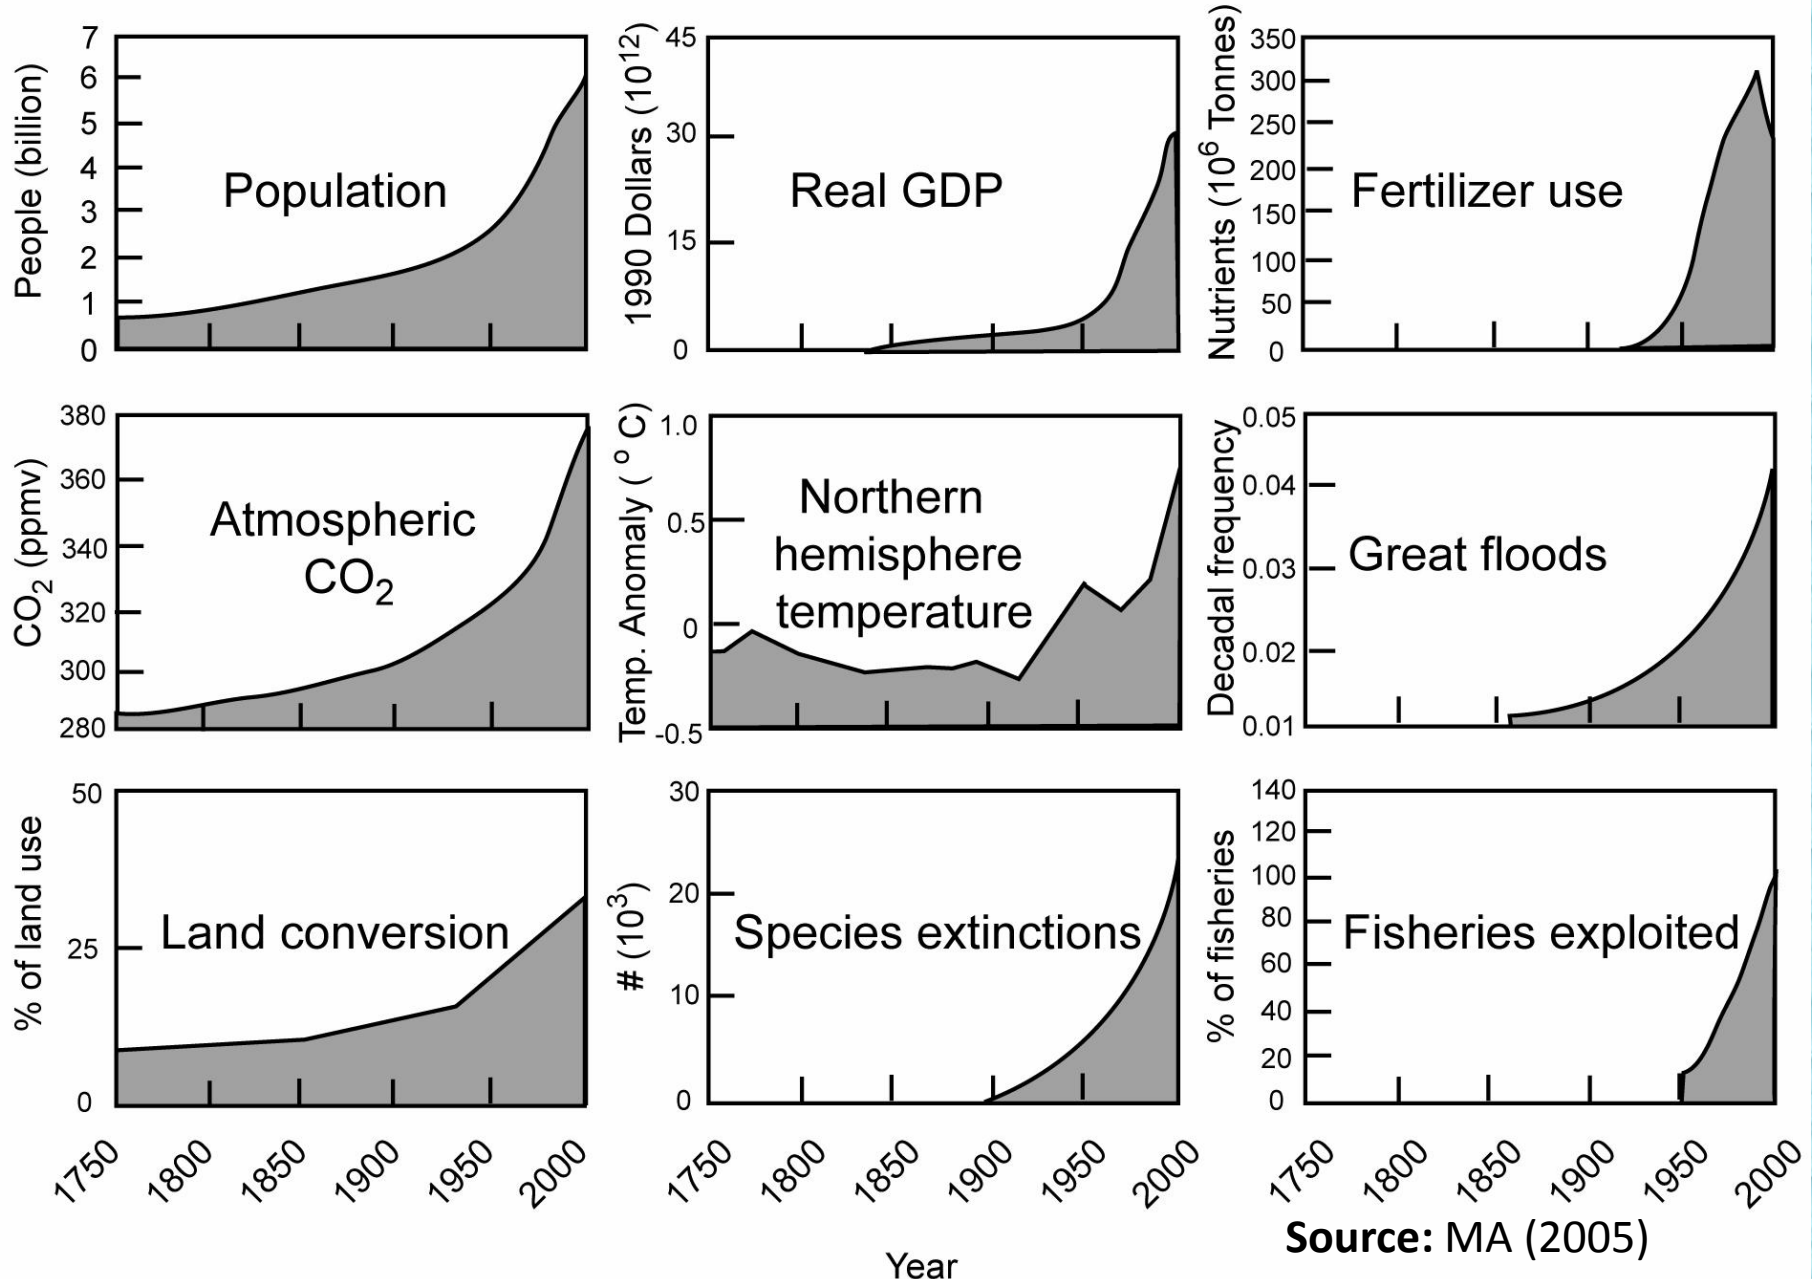 People (billion)
7
6
5
4
3
2
1
0
Population
1990 Dollars (10¹²)
45
30
15
0
Real GDP
Nutrients (10⁶ Tonnes)
350
300
250
200
150
100
50
0
Fertilizer use
CO₂ (ppmv)
380
360
340
320
300
280
Atmospheric
CO₂
Temp. Anomaly ( ° C)
1.0
0.5
0
-0.5
Northern
hemisphere
temperature
Decadal frequency
0.05
0.04
0.03
0.02
0.01
Great floods
% of land use
50
25
0
Land conversion
# (10³)
30
20
10
0
Species extinctions
% of fisheries
140
120
100
80
60
40
20
0
Fisheries exploited
1750 1800 1850 1900 1950 2000
1750 1800 1850 1900 1950 2000
1750 1800 1850 1900 1950 2000
Source: MA (2005)
Year